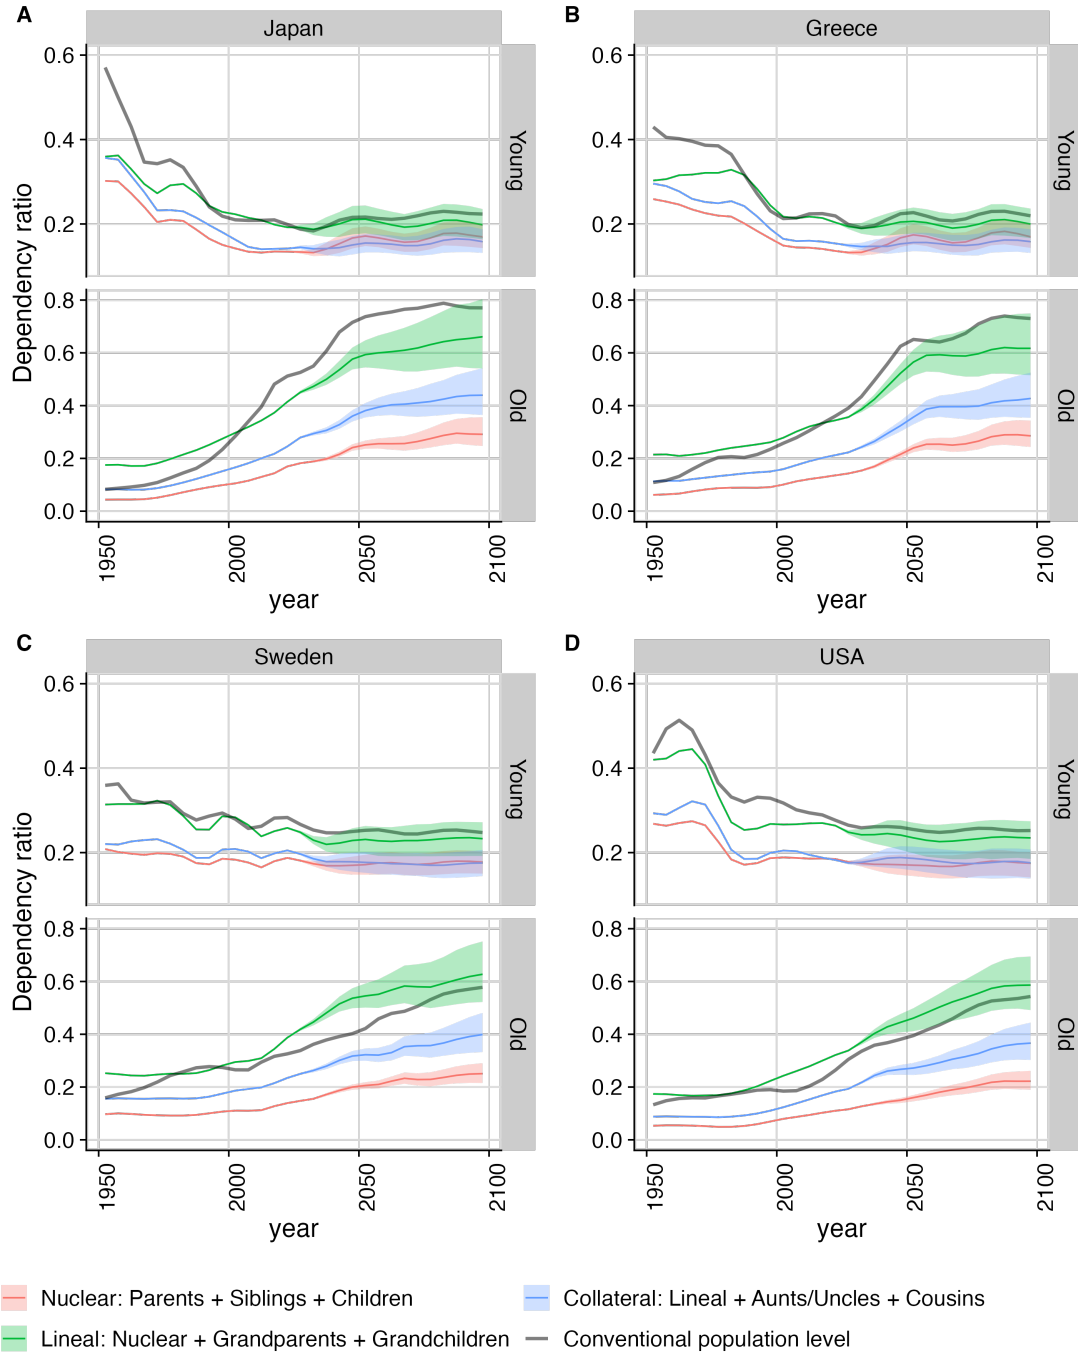 A
Japan
0.6
0.4
0.2
Young
0.8
0.6
0.4
0.2
0.0
Old
Dependency ratio
1950
2000
2050
2100
year
B
Greece
0.6
0.4
0.2
Young
0.8
0.6
0.4
0.2
0.0
Old
1950
2000
2050
2100
year
C
Sweden
0.6
0.4
0.2
Young
0.8
0.6
0.4
0.2
0.0
Old
Dependency ratio
1950
2000
2050
2100
year
D
USA
0.6
0.4
0.2
Young
0.8
0.6
0.4
0.2
0.0
Old
1950
2000
2050
2100
year
Nuclear: Parents + Siblings + Children
Collateral: Lineal + Aunts/Uncles + Cousins
Lineal: Nuclear + Grandparents + Grandchildren
Conventional population level